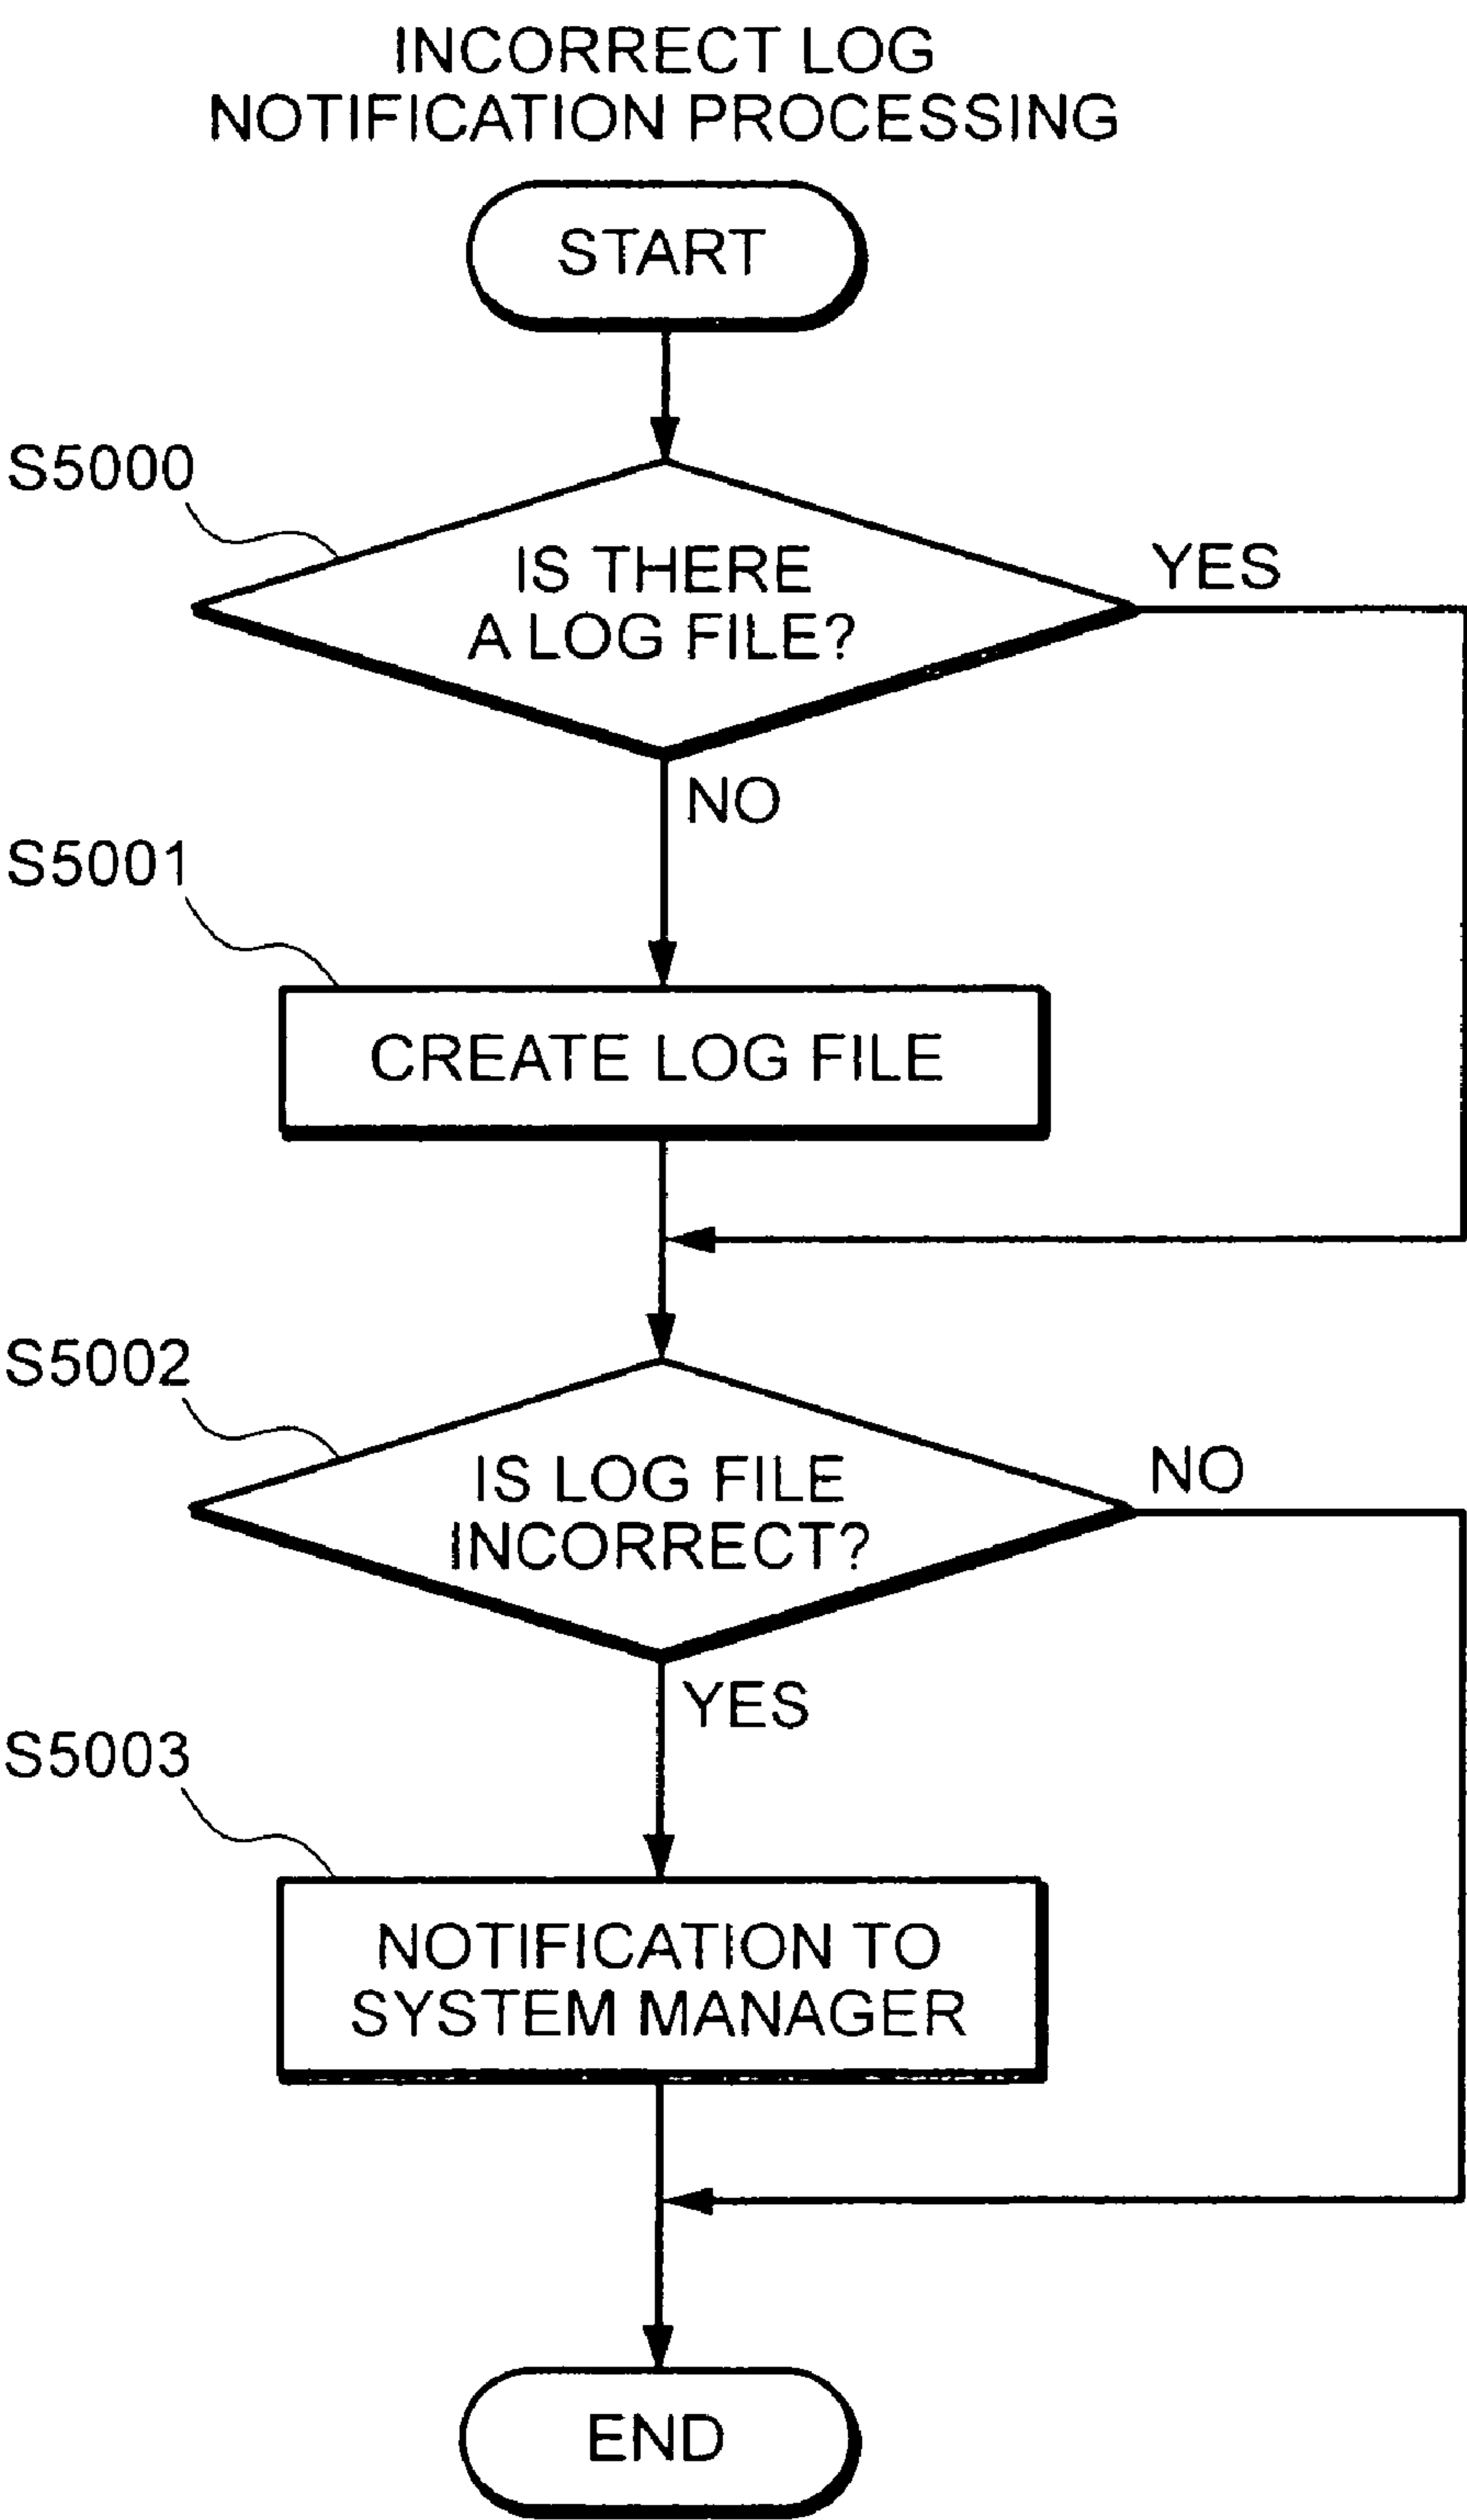 INCORRECT LOG
NOTIFICATION PROCESSING
START
S5000
IS THERE
A LOG FILE?
YES
NO
S5001
CREATE LOG FILE
S5002
IS LOG FILE
INCORRECT?
NO
YES
S5003
NOTIFICATION TO
SYSTEM MANAGER
END